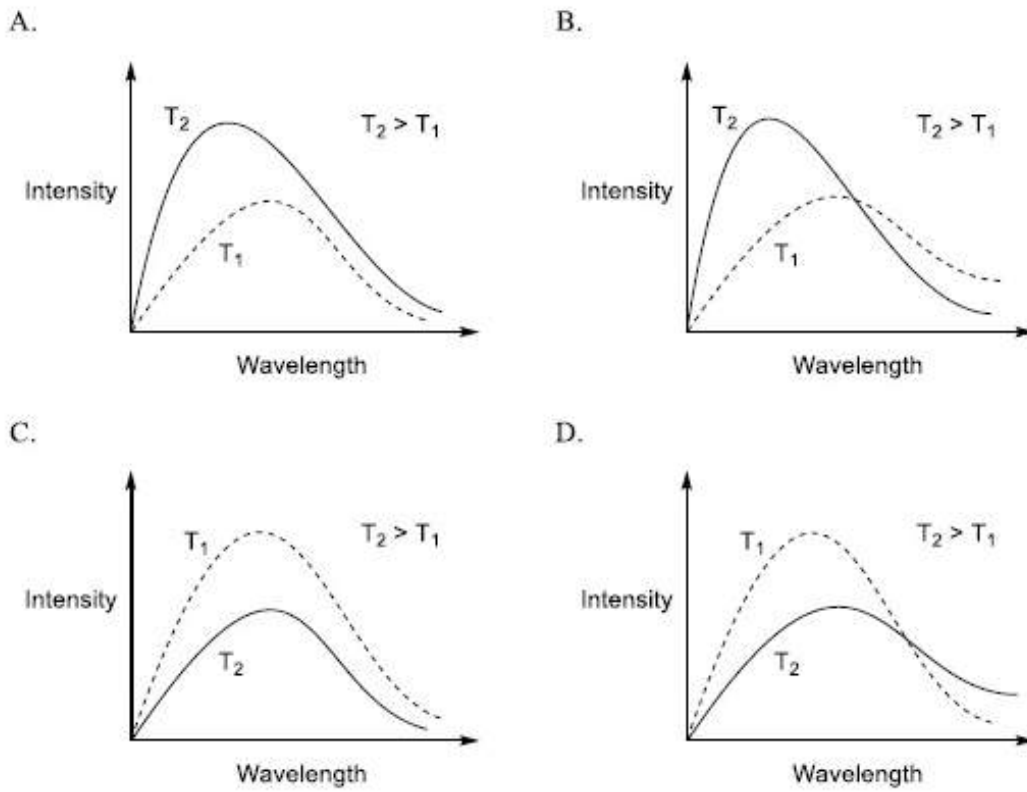 A.
T2
T2 > T1
Intensity
T1
Wavelength
B.
T2
T2 > T1
Intensity
T1
Wavelength
C.
T1
T2 > T1
Intensity
T2
Wavelength
D.
T1
T2 > T1
Intensity
T2
Wavelength